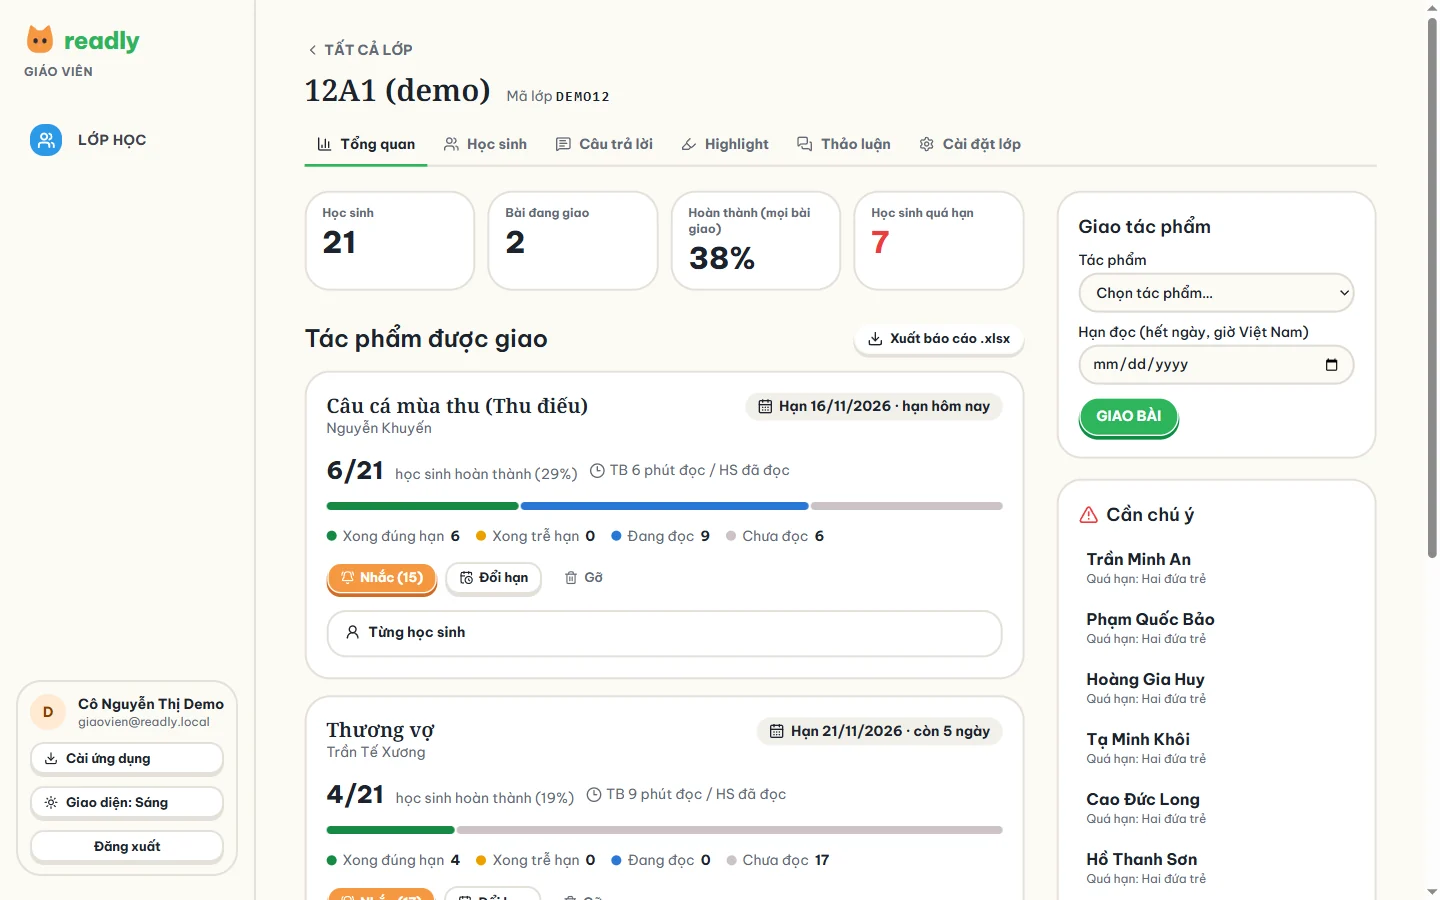 readly
GIÁO VIÊN
LỚP HỌC
TẤT CẢ LỚP
12A1 (demo) Mã lớp DEMO12
Tổng quan Học sinh Câu trả lời Highlight Thảo luận Cài đặt lớp
Học sinh
21
Bài đang giao
2
Hoàn thành (mọi bài
giao)
38%
Học sinh quá hạn
7
Tác phẩm được giao
Xuất báo cáo .xlsx
Câu cá mùa thu (Thu điếu)
Nguyễn Khuyến
Hạn 16/11/2026 · hạn hôm nay
6/21 học sinh hoàn thành (29%) TB 6 phút đọc / HS đã đọc
Xong đúng hạn 6 Xong trễ hạn 0 Đang đọc 9 Chưa đọc 6
Nhắc (15) Đổi hạn Gỡ
Từng học sinh
Thương vợ
Trần Tế Xương
Hạn 21/11/2026 · còn 5 ngày
4/21 học sinh hoàn thành (19%) TB 9 phút đọc / HS đã đọc
Xong đúng hạn 4 Xong trễ hạn 0 Đang đọc 0 Chưa đọc 17
Giao tác phẩm
Tác phẩm
Chọn tác phẩm...
Hạn đọc (hết ngày, giờ Việt Nam)
mm/dd/yyyy
GIAO BÀI
Cần chú ý
Trần Minh An
Quá hạn: Hai đứa trẻ
Phạm Quốc Bảo
Quá hạn: Hai đứa trẻ
Hoàng Gia Huy
Quá hạn: Hai đứa trẻ
Tạ Minh Khôi
Quá hạn: Hai đứa trẻ
Cao Đức Long
Quá hạn: Hai đứa trẻ
Hồ Thanh Sơn
Quá hạn: Hai đứa trẻ
D
Cô Nguyễn Thị Demo
giaovien@readly.local
Cài ứng dụng
Giao diện: Sáng
Đăng xuất